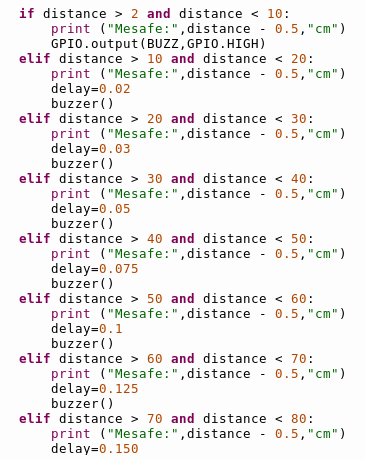 if distance > 2 and distance < 10:
    print ("Mesafe:",distance - 0.5,"cm")
    GPIO.output(BUZZ,GPIO.HIGH)
elif distance > 10 and distance < 20:
    print ("Mesafe:",distance - 0.5,"cm")
    delay=0.02
    buzzer()
elif distance > 20 and distance < 30:
    print ("Mesafe:",distance - 0.5,"cm")
    delay=0.03
    buzzer()
elif distance > 30 and distance < 40:
    print ("Mesafe:",distance - 0.5,"cm")
    delay=0.05
    buzzer()
elif distance > 40 and distance < 50:
    print ("Mesafe:",distance - 0.5,"cm")
    delay=0.075
    buzzer()
elif distance > 50 and distance < 60:
    print ("Mesafe:",distance - 0.5,"cm")
    delay=0.1
    buzzer()
elif distance > 60 and distance < 70:
    print ("Mesafe:",distance - 0.5,"cm")
    delay=0.125
    buzzer()
elif distance > 70 and distance < 80:
    print ("Mesafe:",distance - 0.5,"cm")
    delay=0.150